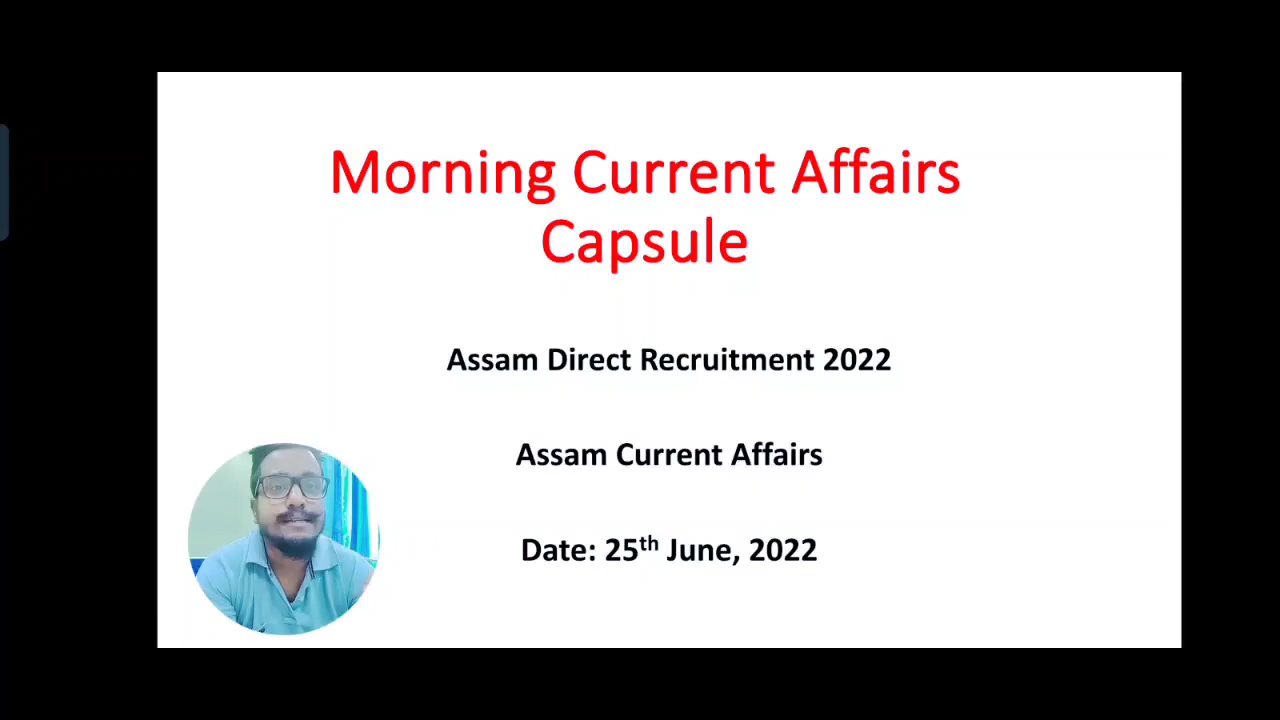 Morning Current Affairs
Capsule
Assam Direct Recruitment 2022
Assam Current Affairs
Date: 25th June, 2022